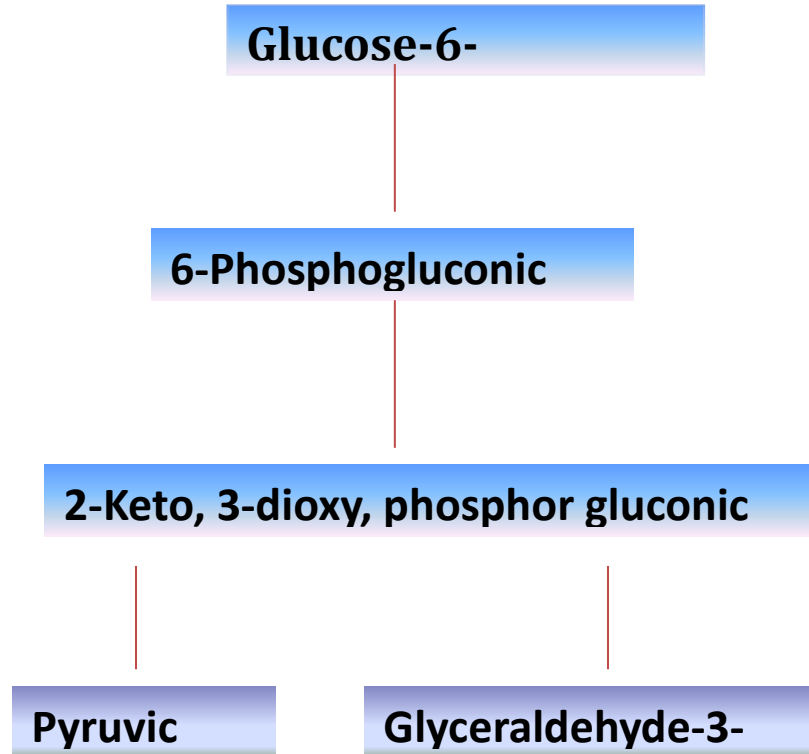 Glucose-6-
6-Phosphogluconic
2-Keto, 3-dioxy, phosphor gluconic
Pyruvic
Glyceraldehyde-3-